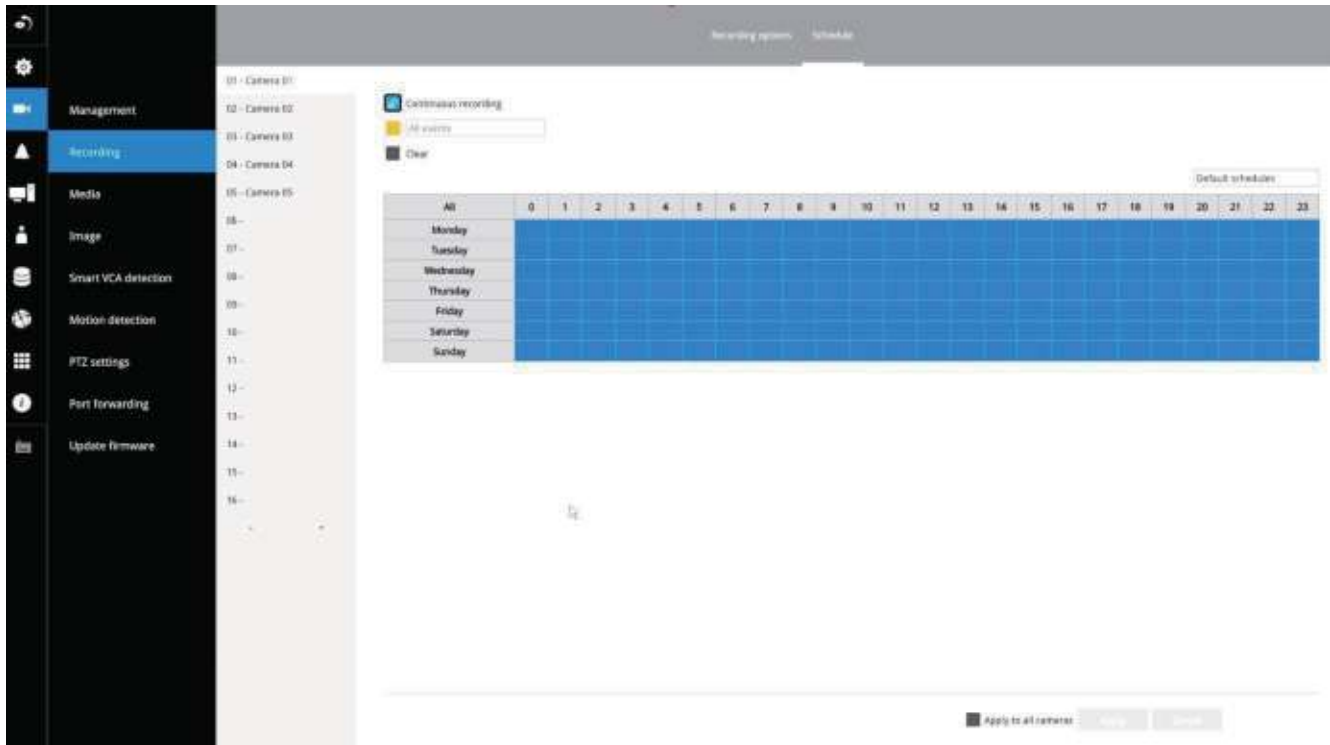 Recording options Schedule
Management
Recording
Media
Image
Smart VCA detection
Motion detection
PTZ settings
Port forwarding
Update firmware
01 - Camera 01
02 - Camera 02
03 - Camera 03
04 - Camera 04
05 - Camera 05
06 -
07 -
08 -
09 -
10 -
11 -
12 -
13 -
14 -
15 -
16 -
Continuous recording
All events
Clear
Default schedules
All 0 1 2 3 4 5 6 7 8 9 10 11 12 13 14 15 16 17 18 19 20 21 22 23
Monday
Tuesday
Wednesday
Thursday
Friday
Saturday
Sunday
Apply to all cameras